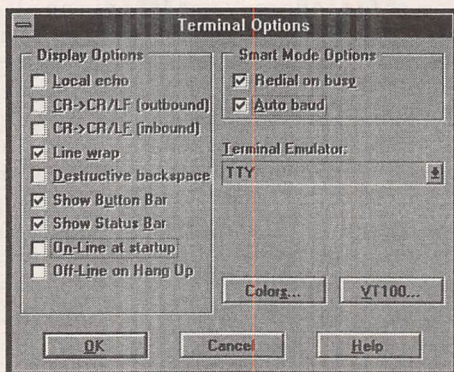 Terminal Options
Display Options
Local echo
CR->CR/LF (outbound)
CR->CR/LF (inbound)
Line wrap
Destructive backspace
Show Button Bar
Show Status Bar
On-Line at startup
Off-Line on Hang Up
Smart Mode Options
Redial on busy
Auto baud
Terminal Emulator:
TTY
Colors...
VT100...
OK
Cancel
Help